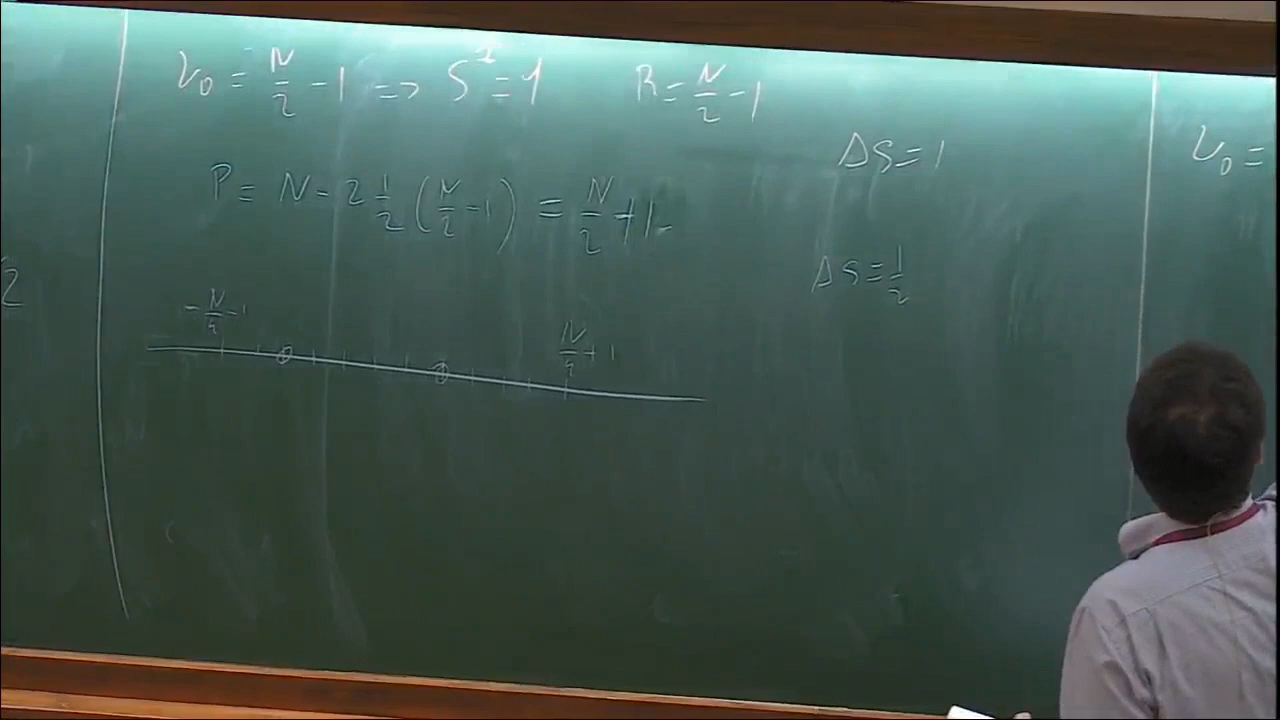 ν₀ = N/2 - 1 => S^z = 1 R = N/2 - 1
ΔS = 1
ν₀ =
P = N - 2 1/2 (N/2 - 1) = N/2 + 1.
ΔS = 1/2
2
-N/4 - 1
N/4 + 1